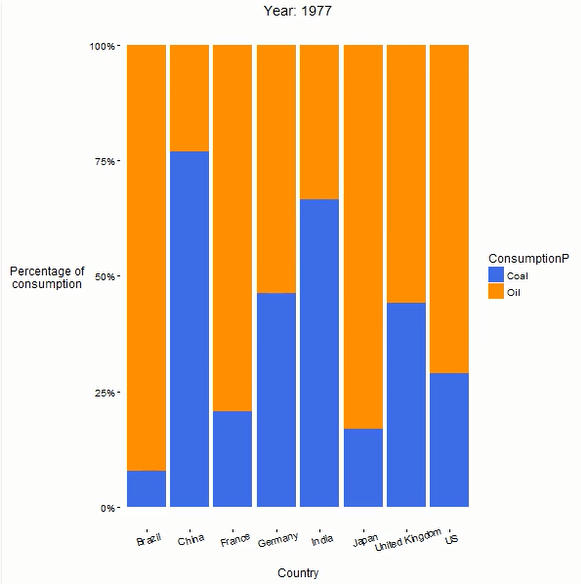 Year: 1977
100%
75%
50%
25%
0%
Percentage of
consumption
Brazil
China
France
Germany
India
Japan
United Kingdom
US
Country
ConsumptionP
Coal
Oil